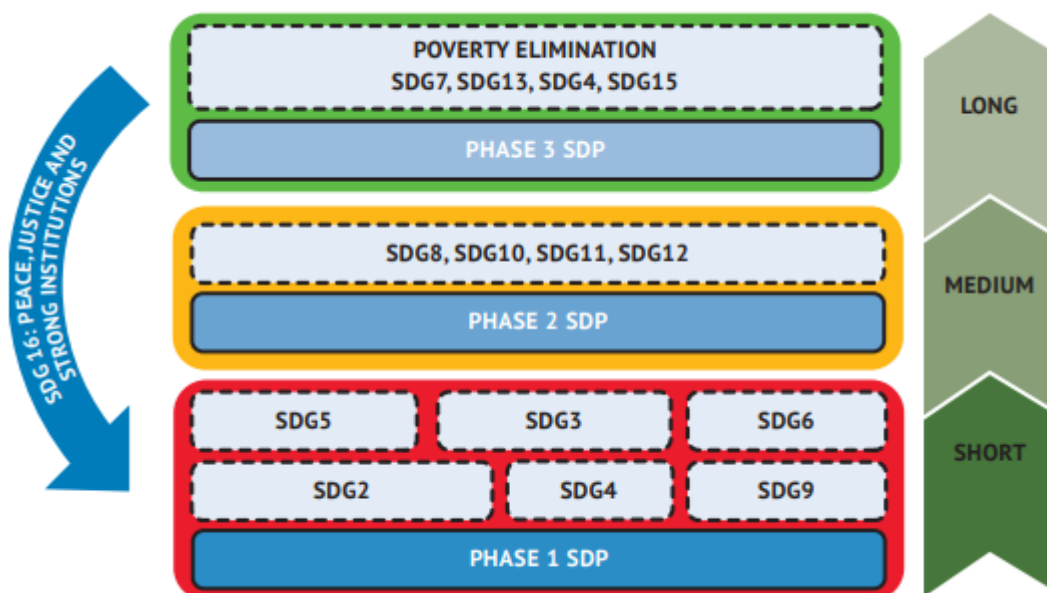 POVERTY ELIMINATION
SDG7, SDG13, SDG4, SDG15
PHASE 3 SDP
LONG
SDG 16: PEACE, JUSTICE AND
STRONG INSTITUTIONS
SDG8, SDG10, SDG11, SDG12
PHASE 2 SDP
MEDIUM
SDG5
SDG3
SDG6
SHORT
SDG2
SDG4
SDG9
PHASE 1 SDP